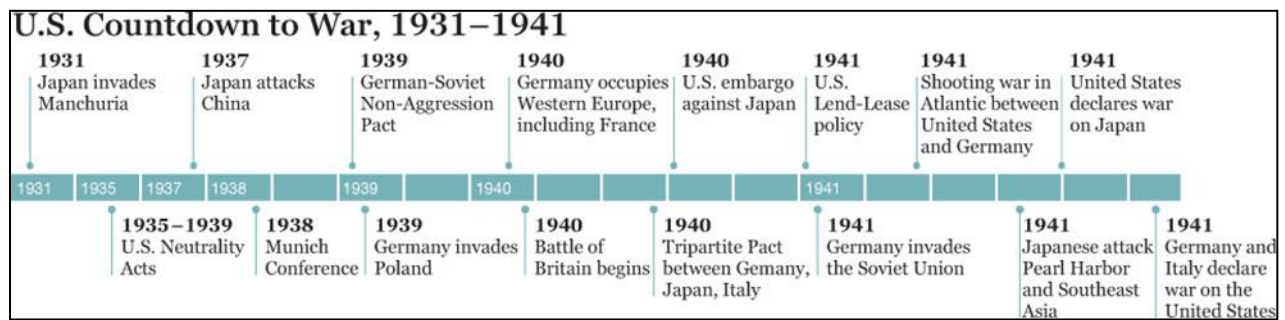 U.S. Countdown to War, 1931–1941
1931
Japan invades
Manchuria
1937
Japan attacks
China
1939
German-Soviet
Non-Aggression
Pact
1940
Germany occupies
Western Europe,
including France
1940
U.S. embargo
against Japan
1941
U.S.
Lend-Lease
policy
1941
Shooting war in
Atlantic between
United States
and Germany
1941
United States
declares war
on Japan
1931 1935 1937 1938 1939 1940 1941
1935–1939
U.S. Neutrality
Acts
1938
Munich
Conference
1939
Germany invades
Poland
1940
Battle of
Britain begins
1940
Tripartite Pact
between Gemany,
Japan, Italy
1941
Germany invades
the Soviet Union
1941
Japanese attack
Pearl Harbor
and Southeast
Asia
1941
Germany and
Italy declare
war on the
United States